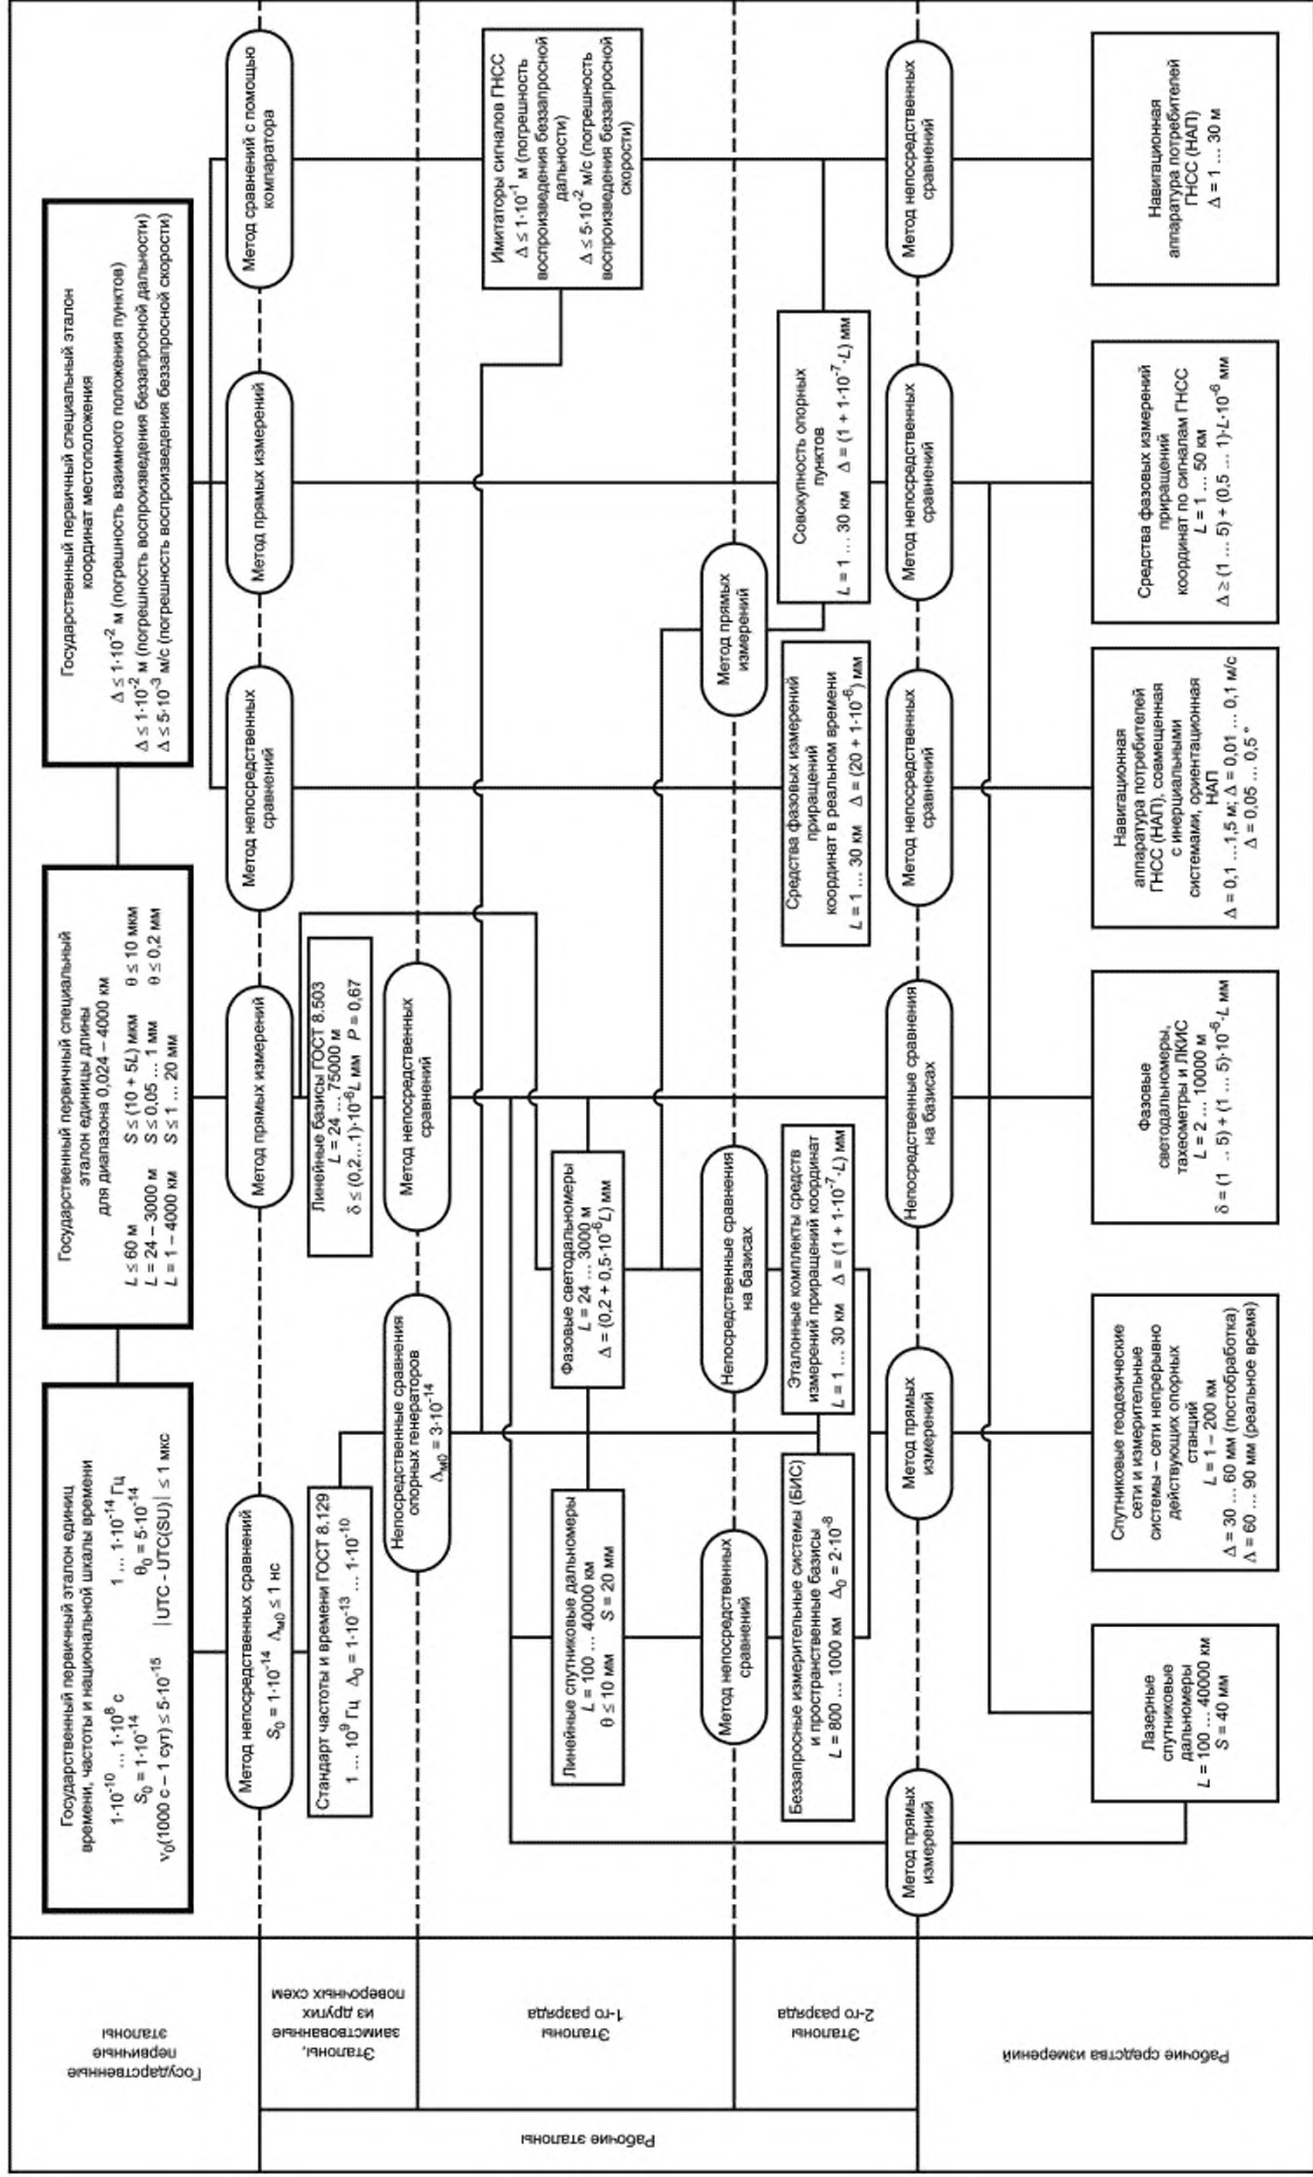 Государственные
первичные
эталоны
Государственный первичный эталон единиц
времени, частоты и национальной шкалы времени
1·10⁻¹⁰ … 1·10⁸ с 1 … 1·10⁻¹⁴ Гц
S₀ = 1·10⁻¹⁴ θ₀ = 5·10⁻¹⁴
ν₀(1000 с – 1 сут) ≤ 5·10⁻¹⁵ |UTC - UTC(SU)| ≤ 1 мкс
Государственный первичный специальный
эталон единицы длины
для диапазона 0,024 – 4000 км
L ≤ 60 м S ≤ (10 + 5L) мкм θ ≤ 10 мкм
L = 24 – 3000 м S ≤ 0,05 … 1 мм θ ≤ 0,2 мм
L = 1 – 4000 км S ≤ 1 … 20 мм
Государственный первичный специальный эталон
координат местоположения
Δ ≤ 1·10⁻² м (погрешность взаимного положения пунктов)
Δ ≤ 1·10⁻² м (погрешность воспроизведения беззапросной дальности)
Δ ≤ 5·10⁻³ м/с (погрешность воспроизведения беззапросной скорости)
Метод непосредственных сравнений
S₀ = 1·10⁻¹⁴ Δ_м0 ≤ 1 нс
Метод прямых измерений
Метод непосредственных
сравнений
Метод прямых измерений
Метод сравнений с помощью
компаратора
Рабочие эталоны
Эталоны,
заимствованные
из других
поверочных схем
Стандарт частоты и времени ГОСТ 8.129
1 … 10⁹ Гц Δ₀ = 1·10⁻¹³ … 1·10⁻¹⁰
Линейные базисы ГОСТ 8.503
L = 24 … 75000 м
δ ≤ (0,2…1)·10⁻⁶L мм P = 0,67
Непосредственные сравнения
опорных генераторов
Δ_м0 = 3·10⁻¹⁴
Метод непосредственных
сравнений
Эталоны
1-го разряда
Линейные спутниковые дальномеры
L = 100 … 40000 км
θ ≤ 10 мм S = 20 мм
Фазовые светодальномеры
L = 24 … 3000 м
Δ = (0,2 + 0,5·10⁻⁶L) мм
Имитаторы сигналов ГНСС
Δ ≤ 1·10⁻¹ м (погрешность
воспроизведения беззапросной
дальности)
Δ ≤ 5·10⁻² м/с (погрешность
воспроизведения беззапросной
скорости)
Метод непосредственных
сравнений
Непосредственные сравнения
на базисах
Метод прямых
измерений
Эталоны
2-го разряда
Беззапросные измерительные системы (БИС)
и пространственные базисы
L = 800 … 1000 км Δ₀ = 2·10⁻⁸
Эталонные комплекты средств
измерений приращений координат
L = 1 … 30 км Δ = (1 + 1·10⁻⁷·L) мм
Средства фазовых измерений
приращений
координат в реальном времени
L = 1 … 30 км Δ = (20 + 1·10⁻⁶) мм
Совокупность опорных
пунктов
L = 1 … 30 км Δ = (1 + 1·10⁻⁷·L) мм
Метод прямых
измерений
Метод прямых
измерений
Непосредственные сравнения
на базисах
Метод непосредственных
сравнений
Метод непосредственных
сравнений
Метод непосредственных
сравнений
Рабочие средства измерений
Лазерные
спутниковые
дальномеры
L = 100 … 40000 км
S = 40 мм
Спутниковые геодезические
сети и измерительные
системы – сети непрерывно
действующих опорных
станций
L = 1 – 200 км
Δ = 30 … 60 мм (постобработка)
Δ = 60 … 90 мм (реальное время)
Фазовые
светодальномеры,
тахеометры и ЛКИС
L = 2 … 10000 м
δ = (1 .. 5) + (1 … 5)·10⁻⁶·L мм
Навигационная
аппаратура потребителей
ГНСС (НАП), совмещенная
с инерциальными
системами, ориентационная
НАП
Δ = 0,1 …1,5 м; Δ = 0,01 … 0,1 м/с
Δ = 0,05 … 0,5 °
Средства фазовых измерений
приращений
координат по сигналам ГНСС
L = 1 … 50 км
Δ ≥ (1 … 5) + (0,5 … 1)·L·10⁻⁶ мм
Навигационная
аппаратура потребителей
ГНСС (НАП)
Δ = 1 … 30 м